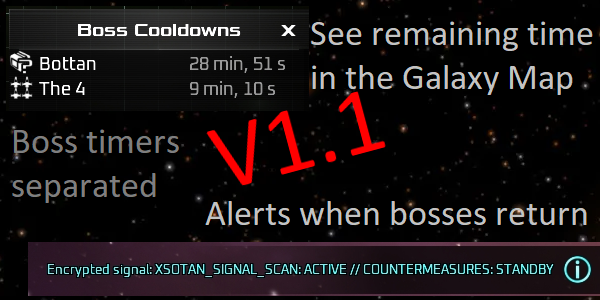 Boss Cooldowns X
Bottan 28 min, 51 s
The 4 9 min, 10 s
See remaining time
in the Galaxy Map
V1.1
Boss timers
separated
Alerts when bosses return
Encrypted signal: XSOTAN_SIGNAL_SCAN: ACTIVE // COUNTERMEASURES: STANDBY i